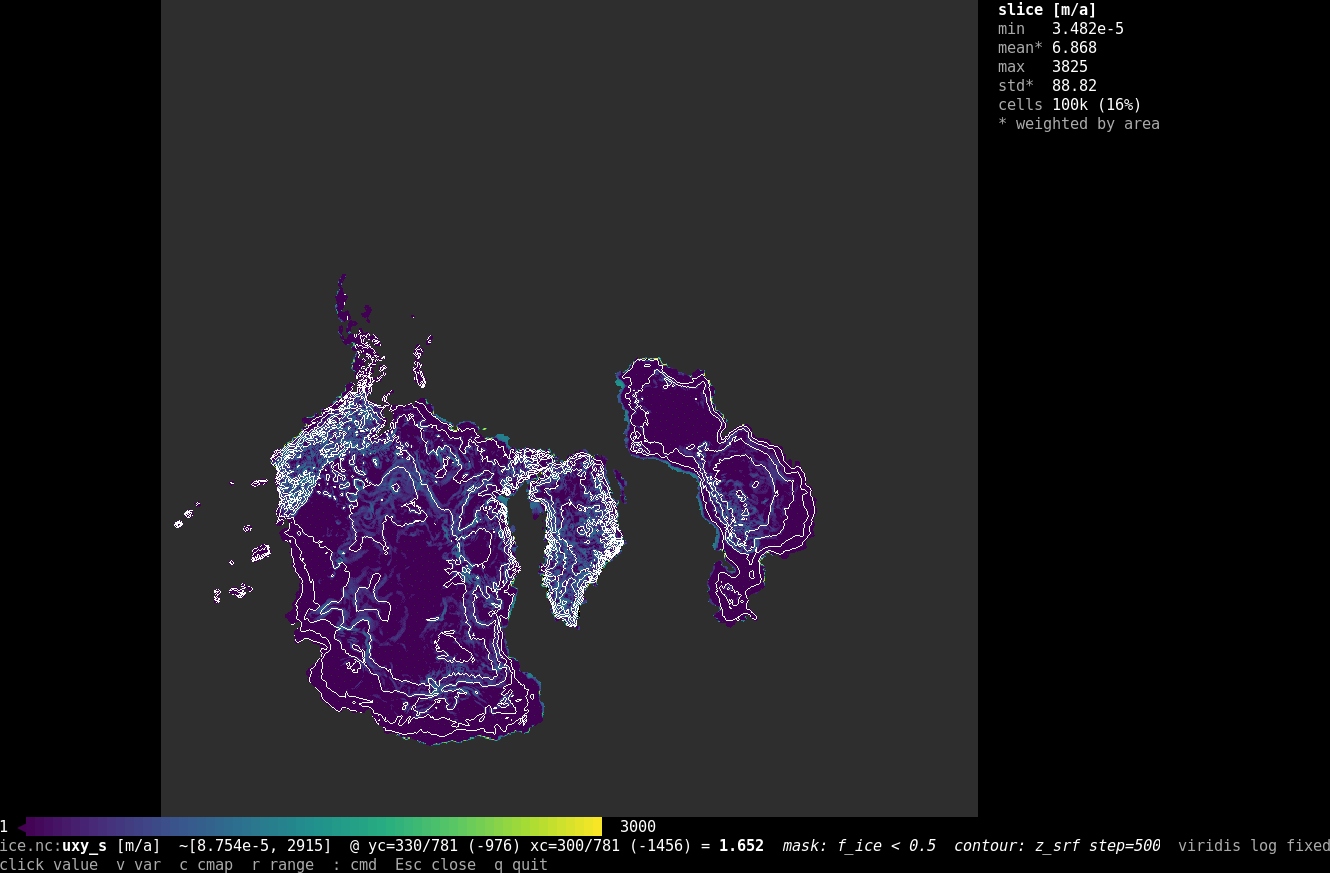 slice [m/a]
min 3.482e-5
mean* 6.868
max 3825
std* 88.82
cells 100k (16%)
* weighted by area
1 3000
ice.nc:uxy_s [m/a] ~[8.754e-5, 2915] @ yc=330/781 (-976) xc=300/781 (-1456) = 1.652 mask: f_ice < 0.5 contour: z_srf step=500 viridis log fixed
click value v var c cmap r range : cmd Esc close q quit